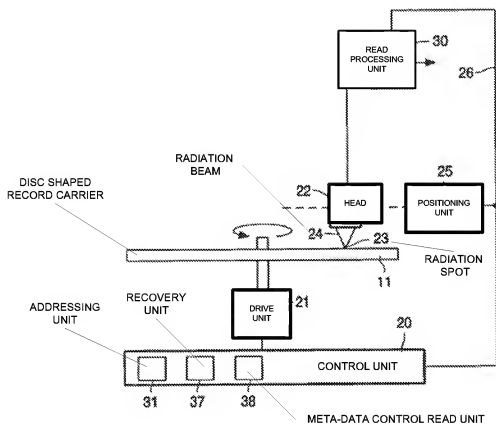 30
READ
PROCESSING
UNIT
26
RADIATION
BEAM
22
HEAD
25
POSITIONING
UNIT
DISC SHAPED
RECORD CARRIER
24
23
RADIATION
SPOT
11
ADDRESSING
UNIT
RECOVERY
UNIT
DRIVE
UNIT
21
20
CONTROL UNIT
31
37
38
META-DATA CONTROL READ UNIT